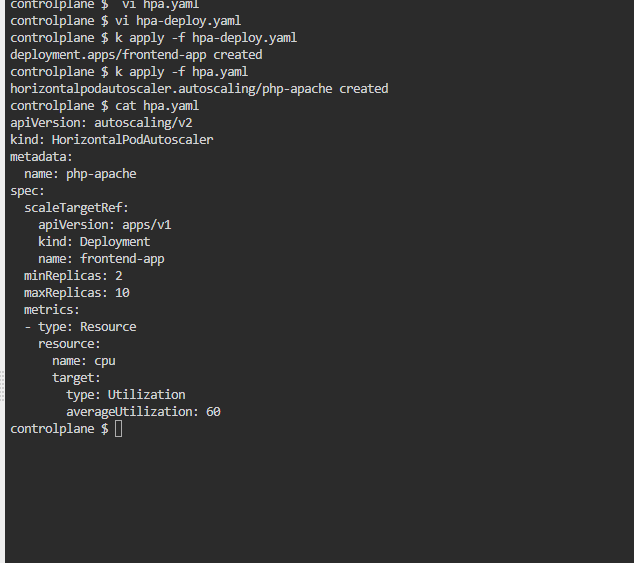 controlplane $  vi hpa.yaml
controlplane $ vi hpa-deploy.yaml
controlplane $ k apply -f hpa-deploy.yaml
deployment.apps/frontend-app created
controlplane $ k apply -f hpa.yaml
horizontalpodautoscaler.autoscaling/php-apache created
controlplane $ cat hpa.yaml
apiVersion: autoscaling/v2
kind: HorizontalPodAutoscaler
metadata:
  name: php-apache
spec:
  scaleTargetRef:
    apiVersion: apps/v1
    kind: Deployment
    name: frontend-app
  minReplicas: 2
  maxReplicas: 10
  metrics:
  - type: Resource
    resource:
      name: cpu
      target:
        type: Utilization
        averageUtilization: 60
controlplane $